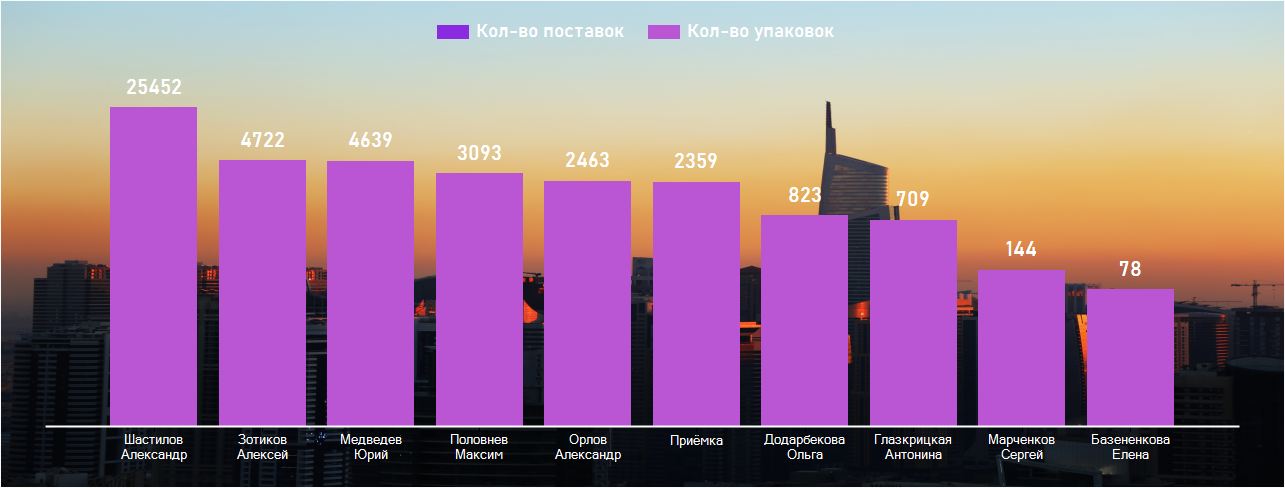 Кол-во поставок Кол-во упаковок
25452
4722
4639
3093
2463
2359
823
709
144
78
Шастилов
Александр
Зотиков
Алексей
Медведев
Юрий
Половнев
Максим
Орлов
Александр
Приёмка
Додарбекова
Ольга
Глазкрицкая
Антонина
Марченков
Сергей
Базененкова
Елена